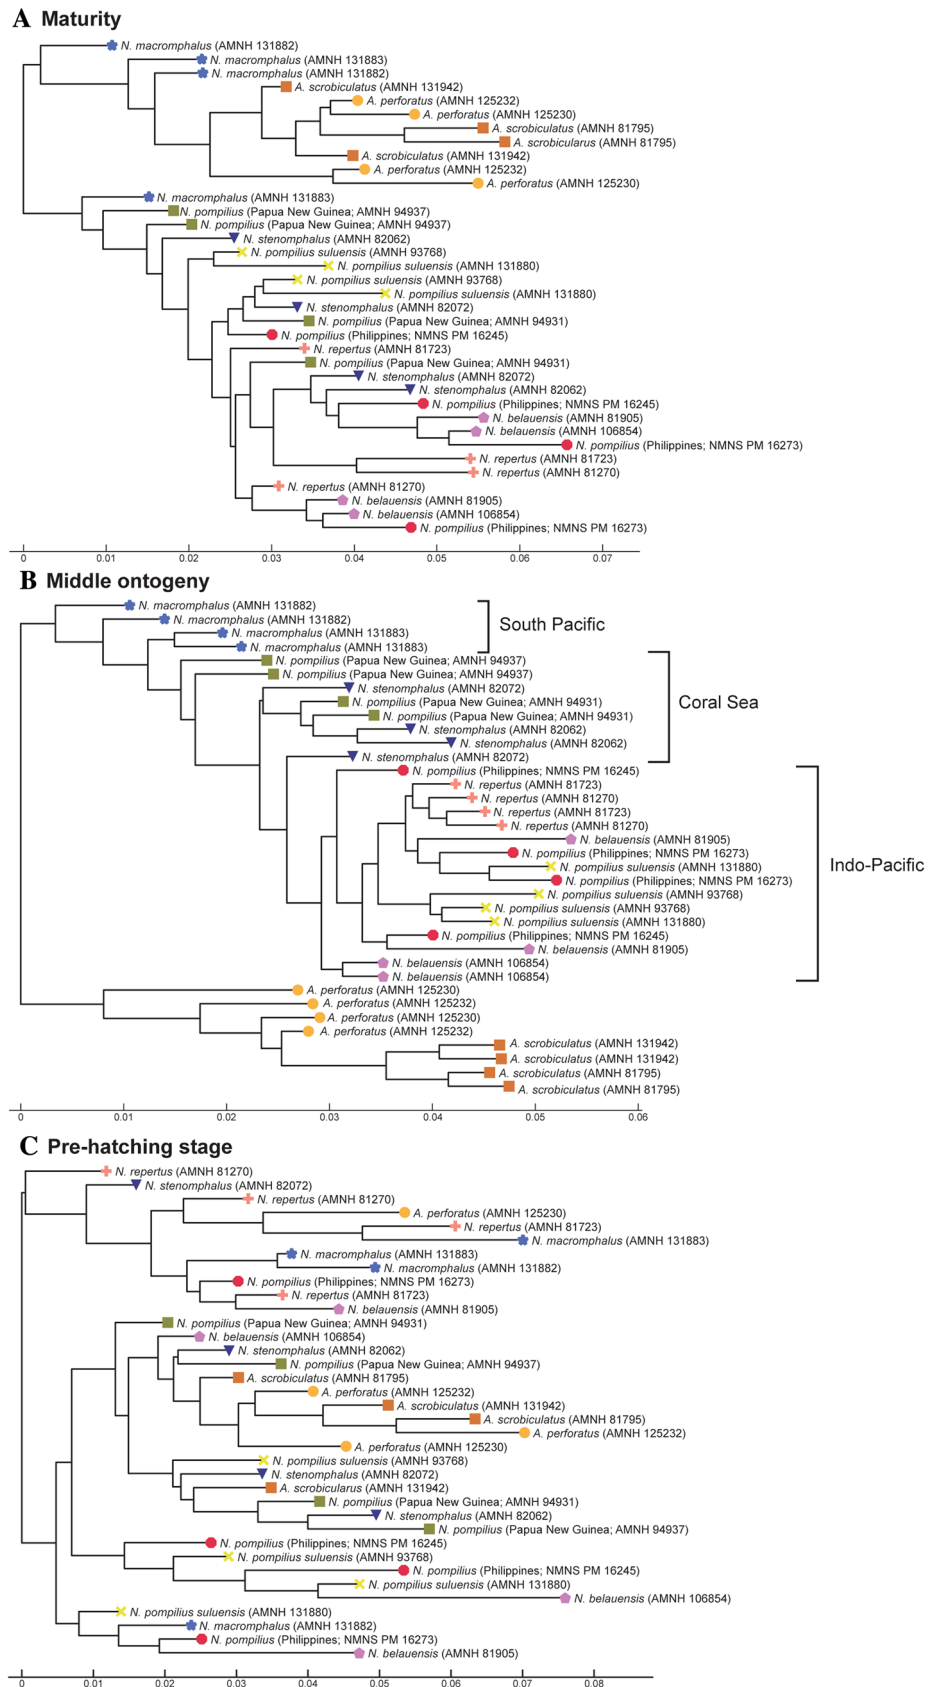 A Maturity
N. macromphalus (AMNH 131882)
N. macromphalus (AMNH 131883)
N. macromphalus (AMNH 131882)
A. scrobiculatus (AMNH 131942)
A. perforatus (AMNH 125232)
A. perforatus (AMNH 125230)
A. scrobiculatus (AMNH 81795)
A. scrobicularus (AMNH 81795)
A. scrobiculatus (AMNH 131942)
A. perforatus (AMNH 125232)
A. perforatus (AMNH 125230)
N. macromphalus (AMNH 131883)
N. pompilius (Papua New Guinea; AMNH 94937)
N. pompilius (Papua New Guinea; AMNH 94937)
N. stenomphalus (AMNH 82062)
N. pompilius suluensis (AMNH 93768)
N. pompilius suluensis (AMNH 131880)
N. pompilius suluensis (AMNH 93768)
N. pompilius suluensis (AMNH 131880)
N. stenomphalus (AMNH 82072)
N. pompilius (Papua New Guinea; AMNH 94931)
N. pompilius (Philippines; NMNS PM 16245)
N. repertus (AMNH 81723)
N. pompilius (Papua New Guinea; AMNH 94931)
N. stenomphalus (AMNH 82072)
N. stenomphalus (AMNH 82062)
N. pompilius (Philippines; NMNS PM 16245)
N. belauensis (AMNH 81905)
N. belauensis (AMNH 106854)
N. pompilius (Philippines; NMNS PM 16273)
N. repertus (AMNH 81723)
N. repertus (AMNH 81270)
N. repertus (AMNH 81270)
N. belauensis (AMNH 81905)
N. belauensis (AMNH 106854)
N. pompilius (Philippines; NMNS PM 16273)
0 0.01 0.02 0.03 0.04 0.05 0.06 0.07
B Middle ontogeny
N. macromphalus (AMNH 131882)
N. macromphalus (AMNH 131882)
South Pacific
N. macromphalus (AMNH 131883)
N. macromphalus (AMNH 131883)
N. pompilius (Papua New Guinea; AMNH 94937)
N. pompilius (Papua New Guinea; AMNH 94937)
N. stenomphalus (AMNH 82072)
N. pompilius (Papua New Guinea; AMNH 94931)
Coral Sea
N. pompilius (Papua New Guinea; AMNH 94931)
N. stenomphalus (AMNH 82062)
N. stenomphalus (AMNH 82062)
N. stenomphalus (AMNH 82072)
N. pompilius (Philippines; NMNS PM 16245)
N. repertus (AMNH 81723)
N. repertus (AMNH 81270)
N. repertus (AMNH 81723)
N. repertus (AMNH 81270)
N. belauensis (AMNH 81905)
N. pompilius (Philippines; NMNS PM 16273)
N. pompilius suluensis (AMNH 131880)
Indo-Pacific
N. pompilius (Philippines; NMNS PM 16273)
N. pompilius suluensis (AMNH 93768)
N. pompilius suluensis (AMNH 93768)
N. pompilius suluensis (AMNH 131880)
N. pompilius (Philippines; NMNS PM 16245)
N. belauensis (AMNH 81905)
N. belauensis (AMNH 106854)
N. belauensis (AMNH 106854)
A. perforatus (AMNH 125230)
A. perforatus (AMNH 125232)
A. perforatus (AMNH 125230)
A. perforatus (AMNH 125232)
A. scrobiculatus (AMNH 131942)
A. scrobiculatus (AMNH 131942)
A. scrobiculatus (AMNH 81795)
A. scrobiculatus (AMNH 81795)
0 0.01 0.02 0.03 0.04 0.05 0.06
C Pre-hatching stage
N. repertus (AMNH 81270)
N. stenomphalus (AMNH 82072)
N. repertus (AMNH 81270)
A. perforatus (AMNH 125230)
N. repertus (AMNH 81723)
N. macromphalus (AMNH 131883)
N. macromphalus (AMNH 131883)
N. macromphalus (AMNH 131882)
N. pompilius (Philippines; NMNS PM 16273)
N. repertus (AMNH 81723)
N. belauensis (AMNH 81905)
N. pompilius (Papua New Guinea; AMNH 94931)
N. belauensis (AMNH 106854)
N. stenomphalus (AMNH 82062)
N. pompilius (Papua New Guinea; AMNH 94937)
A. scrobiculatus (AMNH 81795)
A. perforatus (AMNH 125232)
A. scrobiculatus (AMNH 131942)
A. scrobiculatus (AMNH 81795)
A. perforatus (AMNH 125232)
A. perforatus (AMNH 125230)
N. pompilius suluensis (AMNH 93768)
N. stenomphalus (AMNH 82072)
A. scrobicularus (AMNH 131942)
N. pompilius (Papua New Guinea; AMNH 94931)
N. stenomphalus (AMNH 82062)
N. pompilius (Papua New Guinea; AMNH 94937)
N. pompilius (Philippines; NMNS PM 16245)
N. pompilius suluensis (AMNH 93768)
N. pompilius (Philippines; NMNS PM 16245)
N. pompilius suluensis (AMNH 131880)
N. belauensis (AMNH 106854)
N. pompilius suluensis (AMNH 131880)
N. macromphalus (AMNH 131882)
N. pompilius (Philippines; NMNS PM 16273)
N. belauensis (AMNH 81905)
0 0.01 0.02 0.03 0.04 0.05 0.06 0.07 0.08